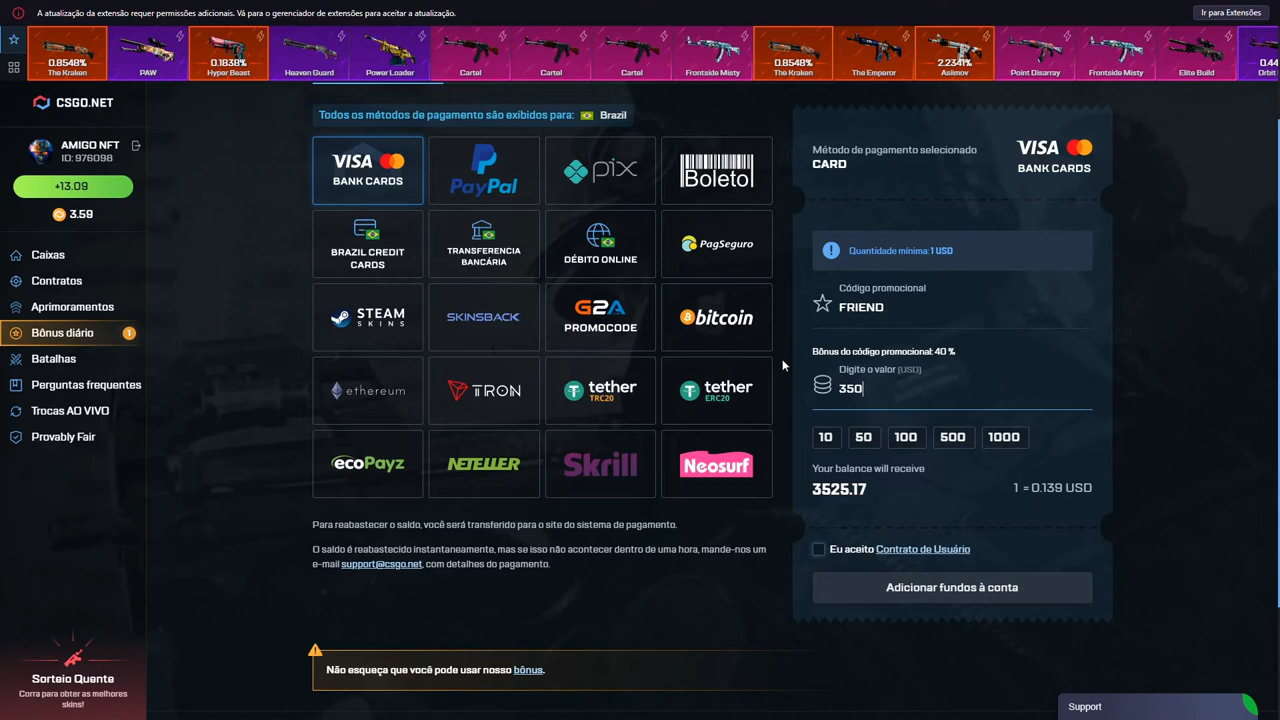 A atualização da extensão requer permissões adicionais. Vá para o gerenciador de extensões para aceitar a atualização.
Ir para Extensões
0.8548%
The Kraken
PAW
0.1838%
Hyper Beast
Heaven Guard
Power Loader
Cartel
Cartel
Cartel
Frontside Misty
0.8548%
The Kraken
The Emperor
2.2341%
Asiimov
Point Disarray
Frontside Misty
Elite Build
0.44
Orbit
CSGO.NET
AMIGO NFT
ID: 976098
+13.09
3.59
Caixas
Contratos
Aprimoramentos
Bônus diário
1
Batalhas
Perguntas frequentes
Trocas AO VIVO
Provably Fair
Sorteio Quente
Corra para obter as melhores
skins!
Todos os métodos de pagamento são exibidos para: Brazil
VISA
BANK CARDS
PayPal
pix
Boleto
BRAZIL CREDIT
CARDS
TRANSFERENCIA
BANCÁRIA
DÉBITO ONLINE
PagSeguro
STEAM
SKINS
SKINSBACK
G2A
PROMOCODE
bitcoin
ethereum
TRON
tether
TRC20
tether
ERC20
ecoPayz
NETELLER
Skrill
Neosurf
Para reabastecer o saldo, você será transferido para o site do sistema de pagamento.
O saldo é reabastecido instantaneamente, mas se isso não acontecer dentro de uma hora, mande-nos um
e-mail support@csgo.net, com detalhes do pagamento.
Não esqueça que você pode usar nosso bônus.
Método de pagamento selecionado
CARD
VISA
BANK CARDS
Quantidade mínima: 1 USD
Código promocional
FRIEND
Bônus do código promocional: 40 %
Digite o valor (USD)
350
10 50 100 500 1000
Your balance will receive
3525.17
1 = 0.139 USD
Eu aceito Contrato de Usuário
Adicionar fundos à conta
Support